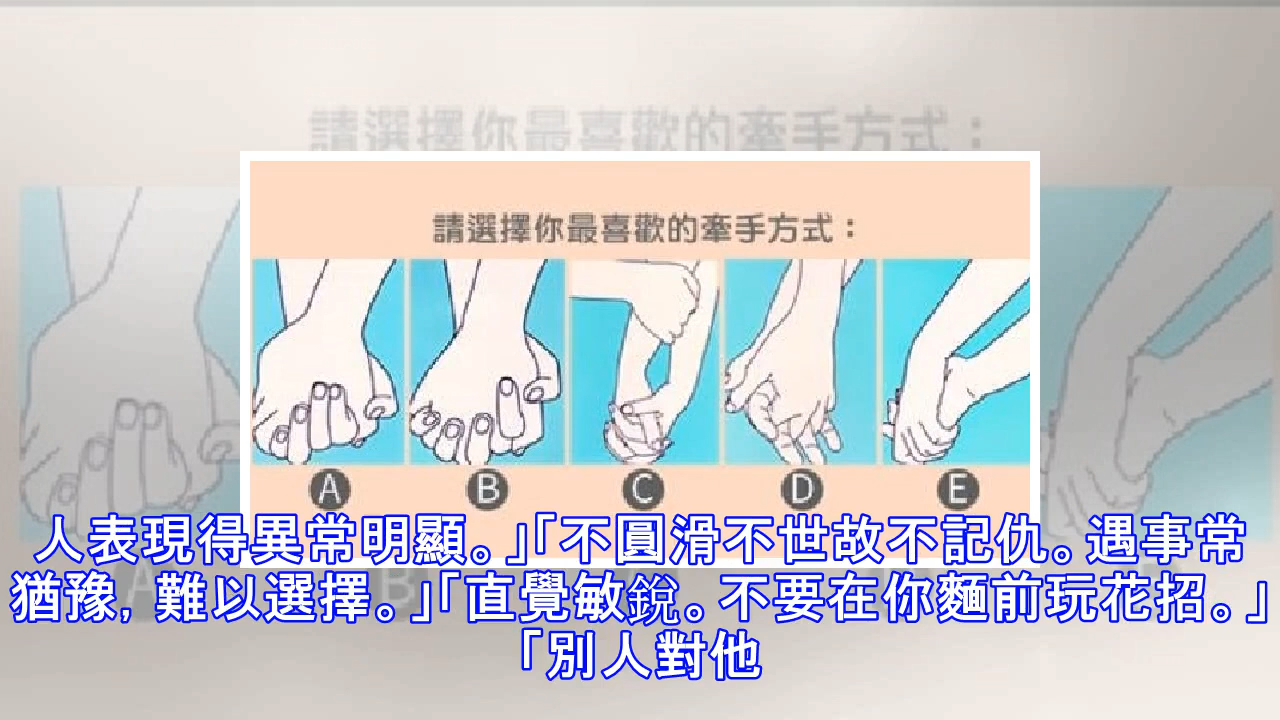 請選擇你最喜歡的牽手方式：
請選擇你最喜歡的牽手方式：
A B C D E
A B
人表現得異常明顯。」「不圓滑不世故不記仇。遇事常
猶豫, 難以選擇。」「直覺敏銳。不要在你麵前玩花招。」
「別人對他